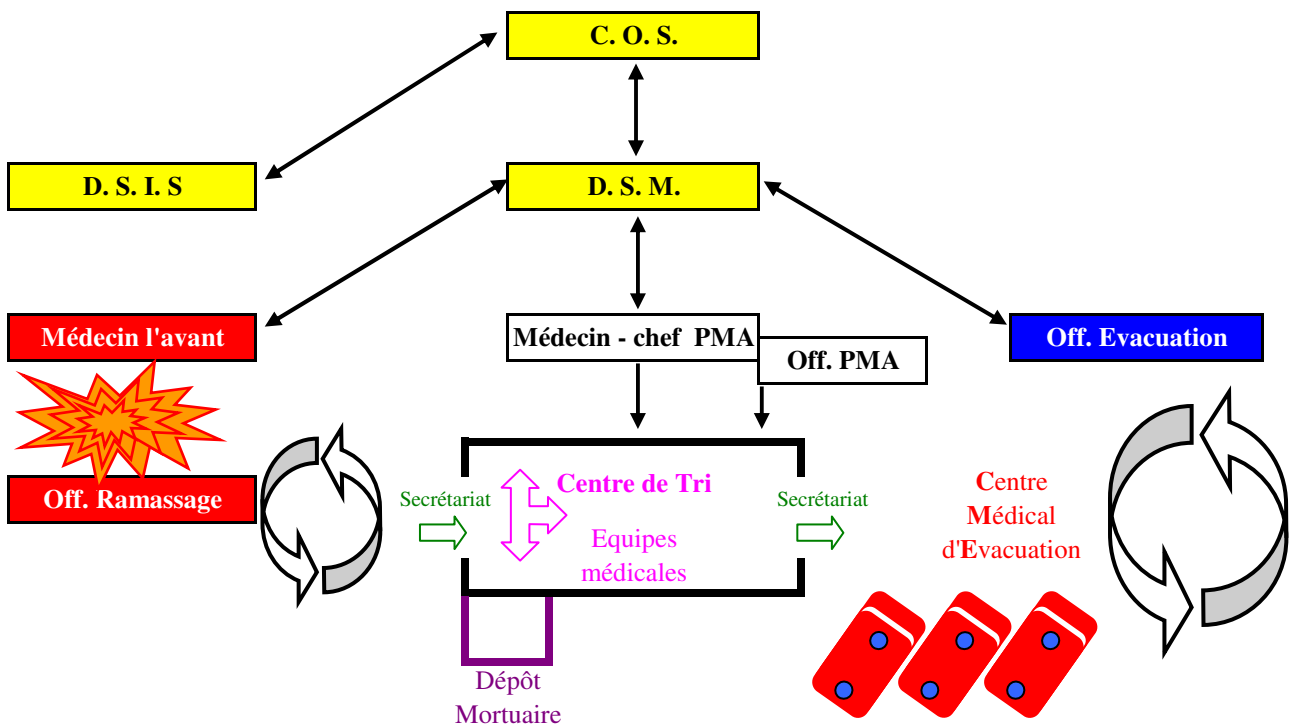 C. O. S.
D. S. I. S
D. S. M.
Médecin l'avant
Médecin - chef PMA
Off. PMA
Off. Evacuation
Off. Ramassage
Secrétariat
Centre de Tri
Equipes
médicales
Secrétariat
Centre
Médical
d'Evacuation
Dépôt
Mortuaire